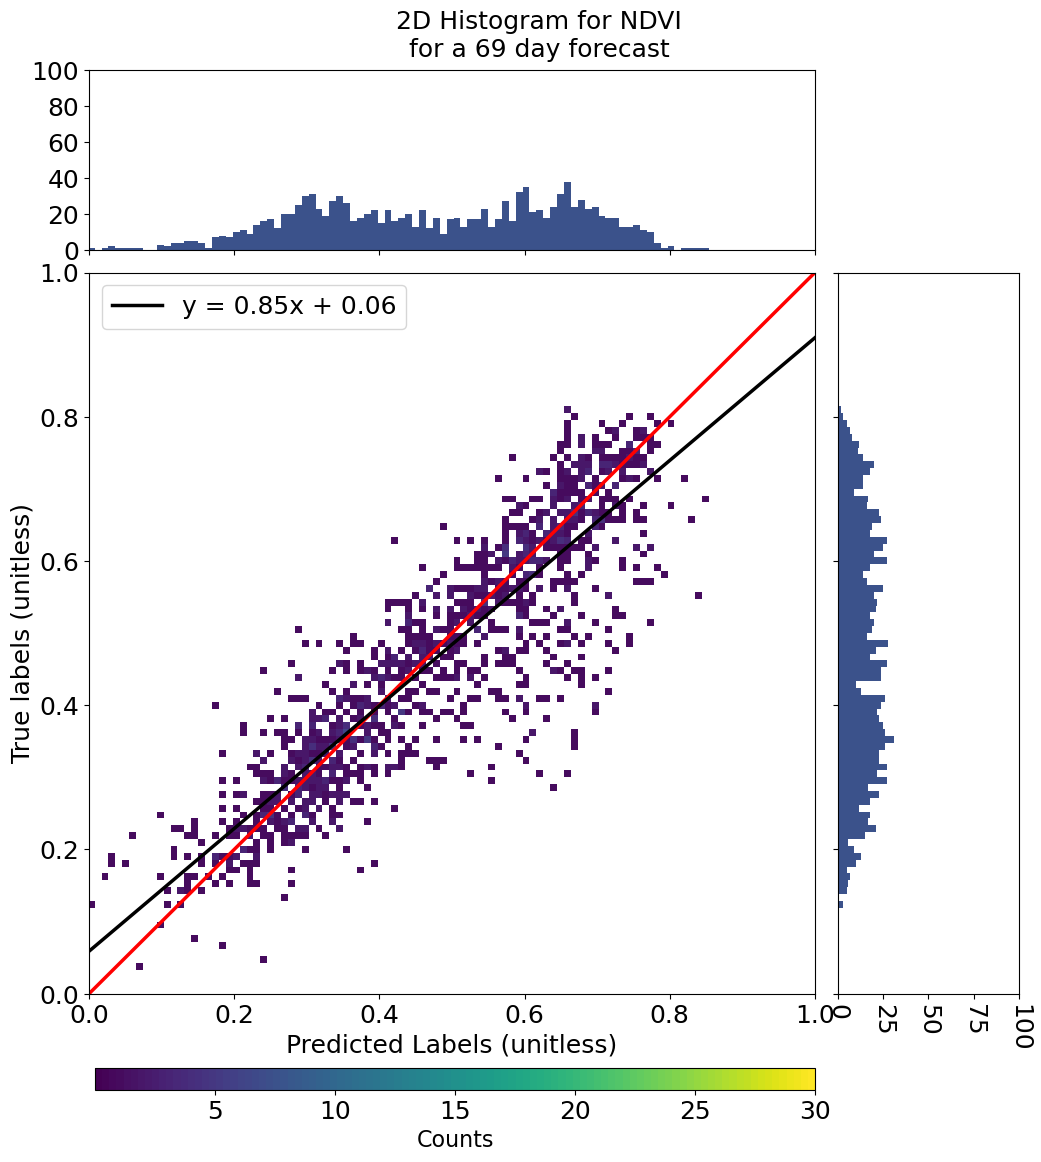 2D Histogram for NDVI
for a 69 day forecast
100
80
60
40
20
0
1.0
0.8
0.6
0.4
0.2
0.0
True labels (unitless)
y = 0.85x + 0.06
0.0 0.2 0.4 0.6 0.8 1.0
Predicted Labels (unitless)
0 25 50 75 100
5 10 15 20 25 30
Counts